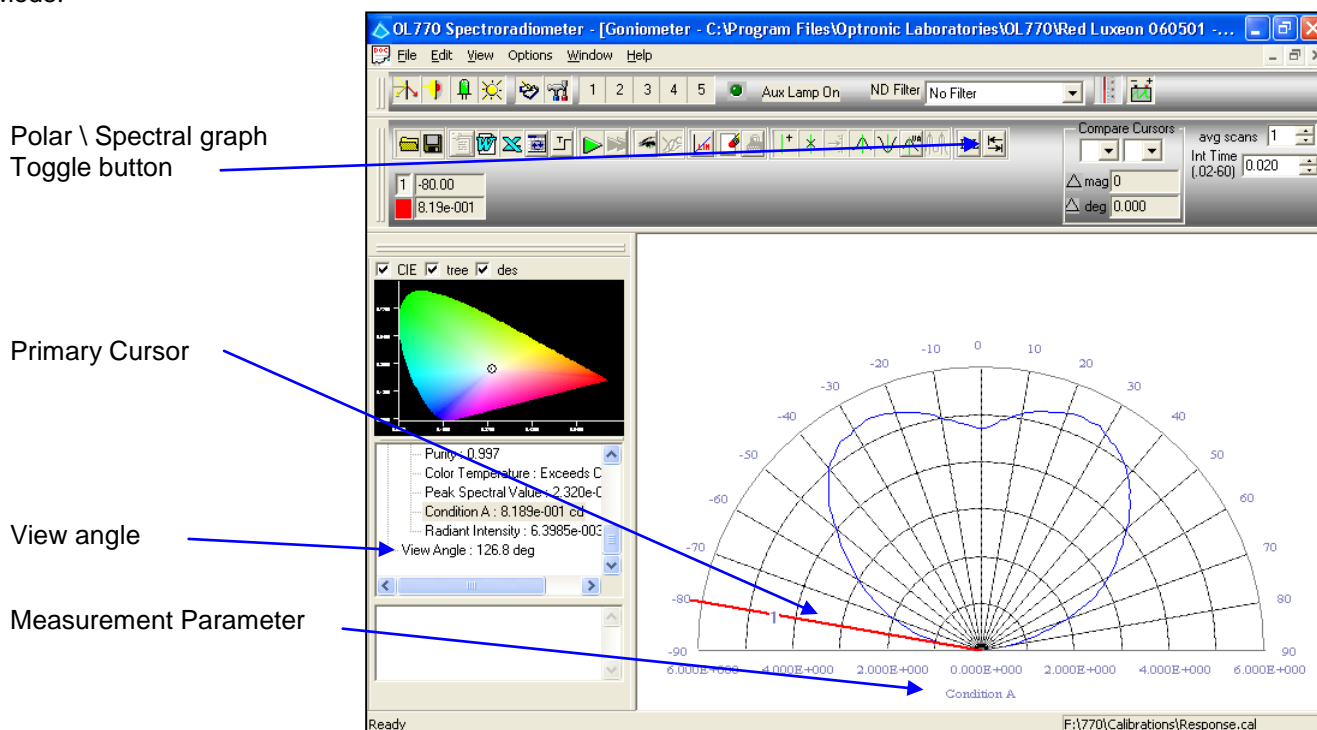 OL770 Spectroradiometer - [Goniometer - C:\Program Files\Optronic Laboratories\OL770\Red Luxeon 060501 -...
File Edit View Options Window Help
1 2 3 4 5 Aux Lamp On ND Filter No Filter
Polar \ Spectral graph
Toggle button
Compare Cursors
avg scans 1
Int Time
(.02-60) 0.020
mag 0
deg 0.000
1 -80.00
8.19e-001
CIE tree des
Primary Cursor
Purity : 0.997
Color Temperature : Exceeds C
Peak Spectral Value : 2.320e-0
Condition A : 8.189e-001 cd
Radiant Intensity : 6.3985e-003
View angle
View Angle : 126.8 deg
Measurement Parameter
-90 -80 -70 -60 -50 -40 -30 -20 -10 0 10 20 30 40 50 60 70 80 90
1
6.000E+000 4.000E+000 2.000E+000 0.000E+000 2.000E+000 4.000E+000 6.000E+000
Condition A
Ready
F:\770\Calibrations\Response.cal